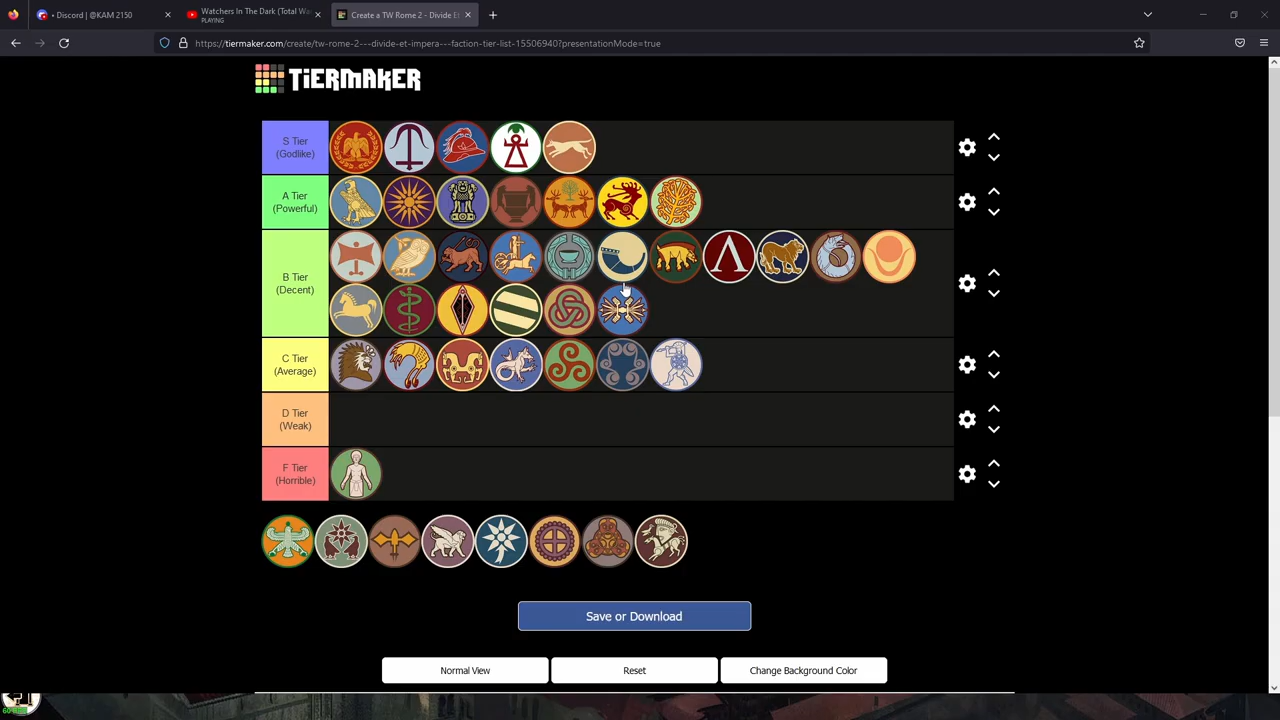 • Discord | @KAM 2150
Watchers In The Dark (Total Wa
PLAYING
Create a TW Rome 2 - Divide Et
https://tiermaker.com/create/tw-rome-2---divide-et-impera---faction-tier-list-15506940?presentationMode=true
TiERMAKER
S Tier
(Godlike)
A Tier
(Powerful)
B Tier
(Decent)
C Tier
(Average)
D Tier
(Weak)
F Tier
(Horrible)
Save or Download
Normal View
Reset
Change Background Color